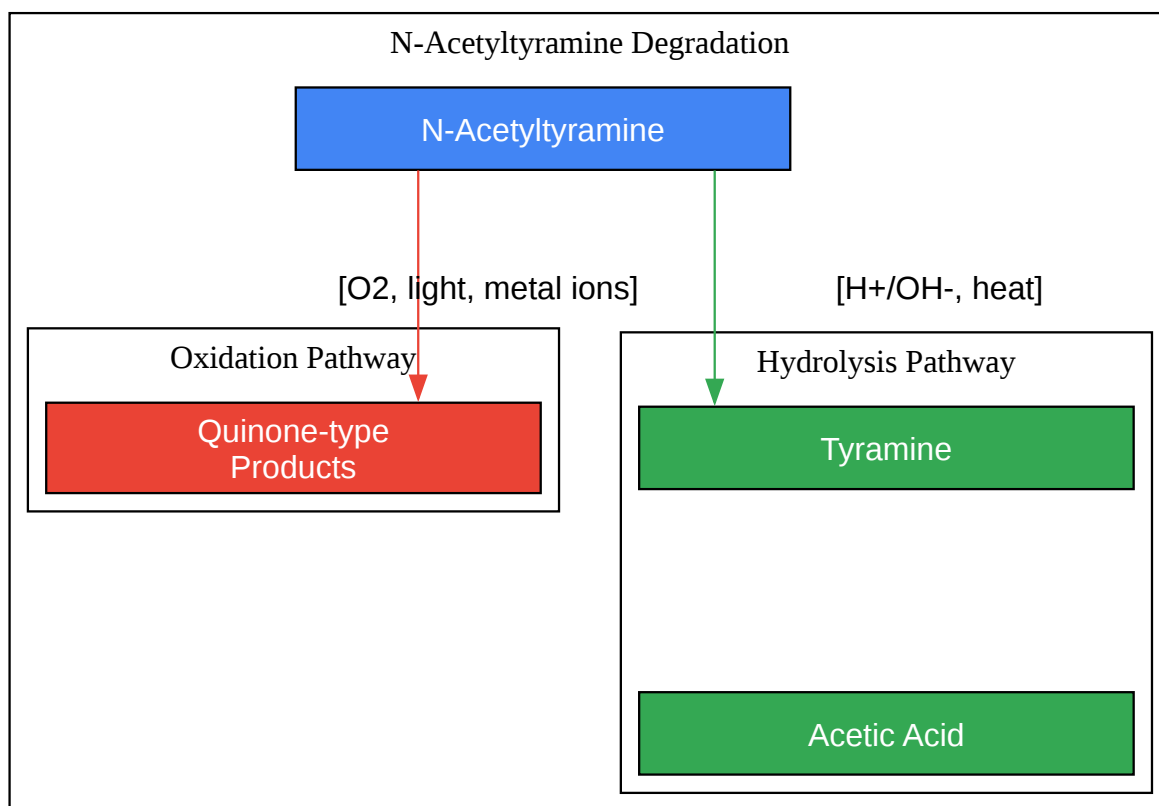 N-Acetyltyramine Degradation
N-Acetyltyramine
[O2, light, metal ions]
[H+/OH-, heat]
Oxidation Pathway
Quinone-type
Products
Hydrolysis Pathway
Tyramine
Acetic Acid